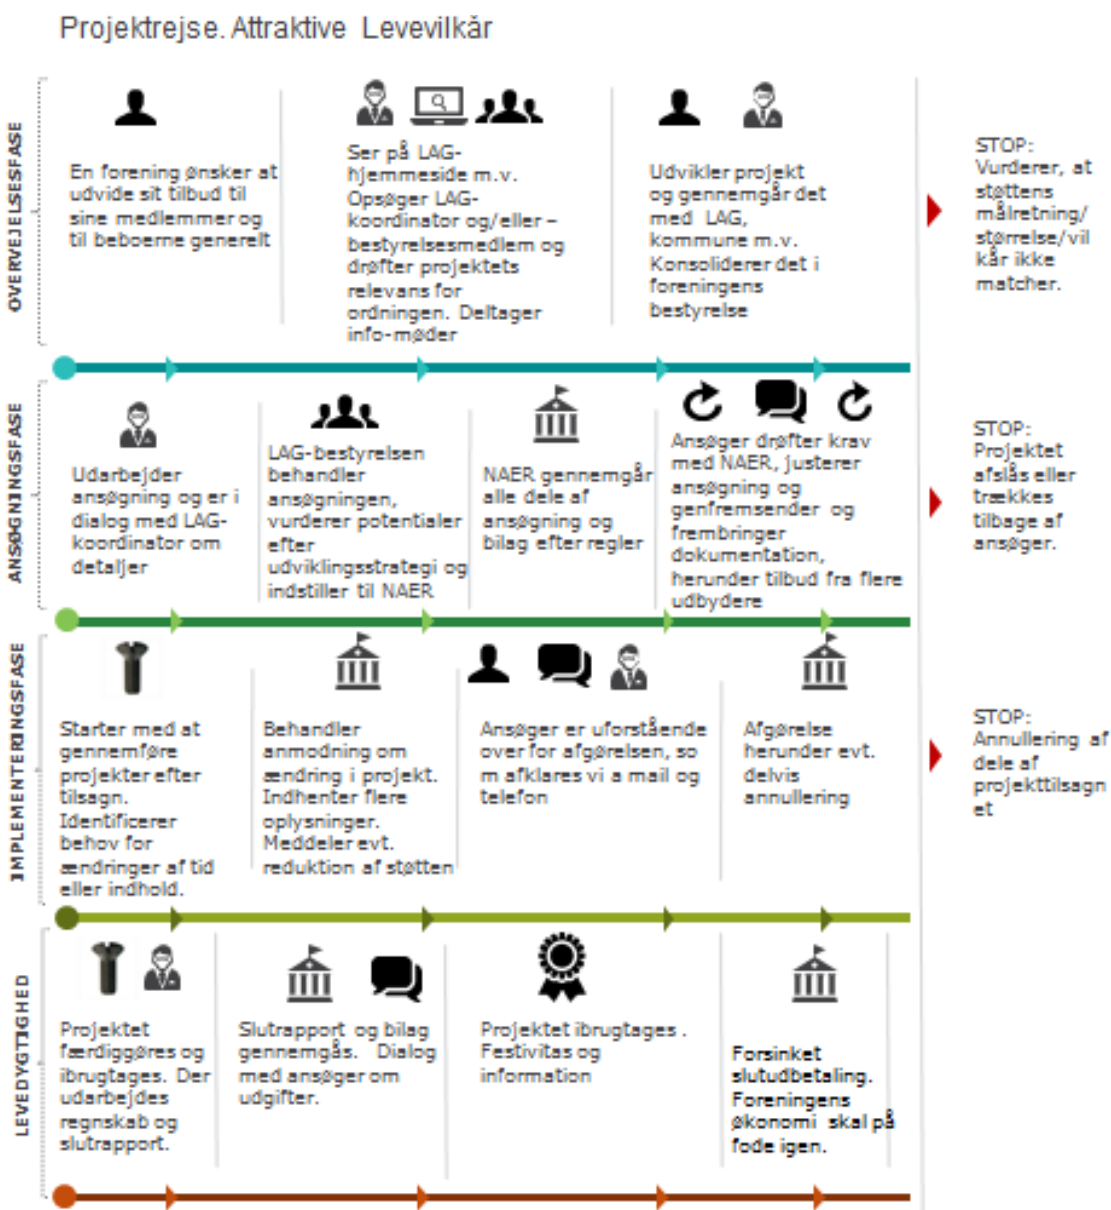 Projektrejse. Attraktive Levevilkår
OVERVEJELSESFASE
En forening ønsker at
udvide sit tilbud til
sine medlemmer og
til beboerne generelt
Ser på LAG-
hjemmeside m.v.
Opsøger LAG-
koordinator og/eller –
bestyrelsesmedlem og
drøfter projektets
relevans for
ordningen. Deltager
info-møder
Udvikler projekt
og gennemgår det
med LAG,
kommune m.v.
Konsoliderer det i
foreningens
bestyrelse
STOP:
Vurderer, at
støttens
målretning/
størrelse/vil
kår ikke
matcher.
ANSØGNINGSFASE
Udarbejder
ansøgning og er i
dialog med LAG-
koordinator om
detaljer
LAG-bestyrelsen
behandler
ansøgningen,
vurderer potentialer
efter
udviklingsstrategi og
indstiller til NAER
NAER gennemgår
alle dele af
ansøgning og
bilag efter regler
Ansøger drøfter krav
med NAER, justerer
ansøgning og
genfremsender og
frembringer
dokumentation,
herunder tilbud fra flere
udbydere
STOP:
Projektet
afslås eller
trækkes
tilbage af
ansøger.
IMPLEMENTERINGSFASE
Starter med at
gennemføre
projekter efter
tilsagn.
Identificerer
behov for
ændringer af tid
eller indhold.
Behandler
anmodning om
ændring i projekt.
Indhenter flere
oplysninger.
Meddeler evt.
reduktion af støtten
Ansøger er uforstående
over for afgørelsen, so
m afklares vi a mail og
telefon
Afgørelse
herunder evt.
delvis
annullering
STOP:
Annullering af
dele af
projekttilsagn
et
LEVEDYGTIGHED
Projektet
færdiggøres og
ibrugtages. Der
udarbejdes
regnskab og
slutrapport.
Slutrapport og bilag
gennemgås. Dialog
med ansøger om
udgifter.
Projektet ibrugtages .
Festivitas og
information
Forsinket
slutudbetaling.
Foreningens
økonomi skal på
fode igen.